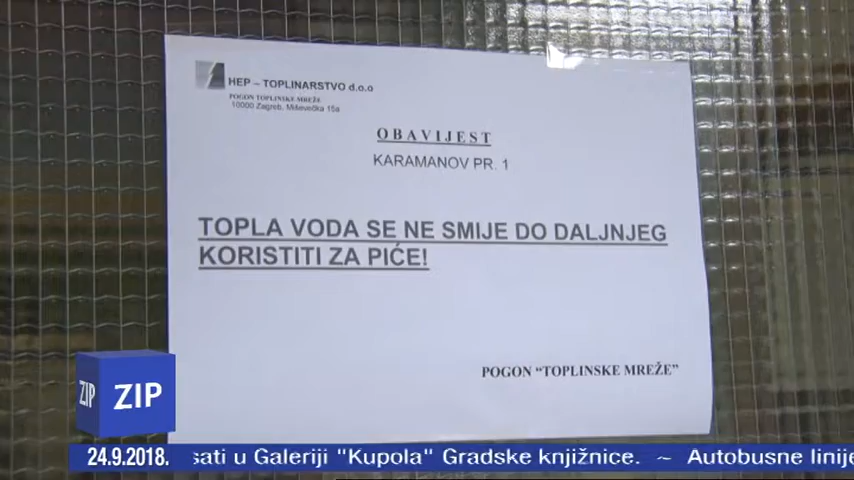 HEP – TOPLINARSTVO d.o.o
POGON TOPLINSKE MREŽE
10000 Zagreb, Miševečka 15a
OBAVIJEST
KARAMANOV PR. 1
TOPLA VODA SE NE SMIJE DO DALJNJEG
KORISTITI ZA PIĆE!
POGON "TOPLINSKE MREŽE"
ZIP
ZIP
24.9.2018. sati u Galeriji "Kupola" Gradske knjižnice. ~ Autobusne linije